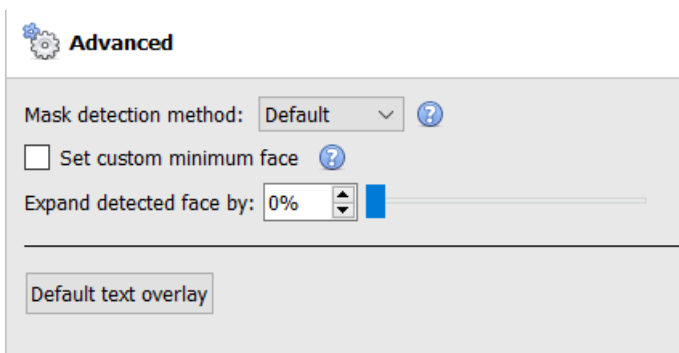 Advanced
Mask detection method: Default
Set custom minimum face
Expand detected face by: 0%
Default text overlay